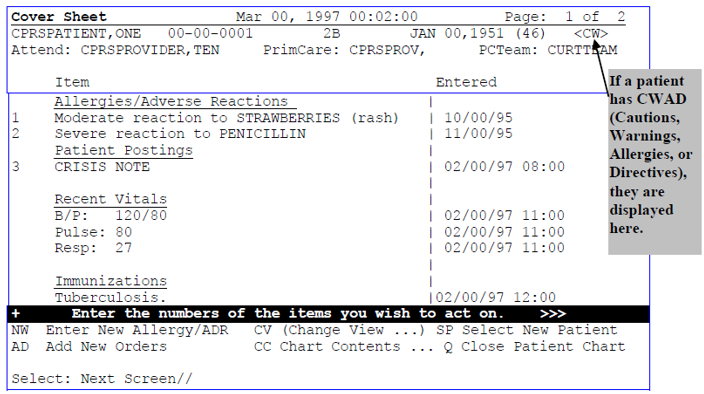 Cover Sheet Mar 00, 1997 00:02:00 Page: 1 of 2
CPRSPATIENT,ONE 00-00-0001 2B JAN 00,1951 (46) <CW>
Attend: CPRSPROVIDER,TEN PrimCare: CPRSPROV, PCTeam: CURTTEAM
Item Entered
Allergies/Adverse Reactions |
1 Moderate reaction to STRAWBERRIES (rash) | 10/00/95
2 Severe reaction to PENICILLIN | 11/00/95
Patient Postings |
3 CRISIS NOTE | 02/00/97 08:00
|
Recent Vitals |
B/P: 120/80 | 02/00/97 11:00
Pulse: 80 | 02/00/97 11:00
Resp: 27 | 02/00/97 11:00
|
Immunizations |
Tuberculosis. |02/00/97 12:00
+ Enter the numbers of the items you wish to act on. >>>
NW Enter New Allergy/ADR CV (Change View ...) SP Select New Patient
AD Add New Orders CC Chart Contents ... Q Close Patient Chart
Select: Next Screen//
If a patient
has CWAD
(Cautions,
Warnings,
Allergies, or
Directives),
they are
displayed
here.